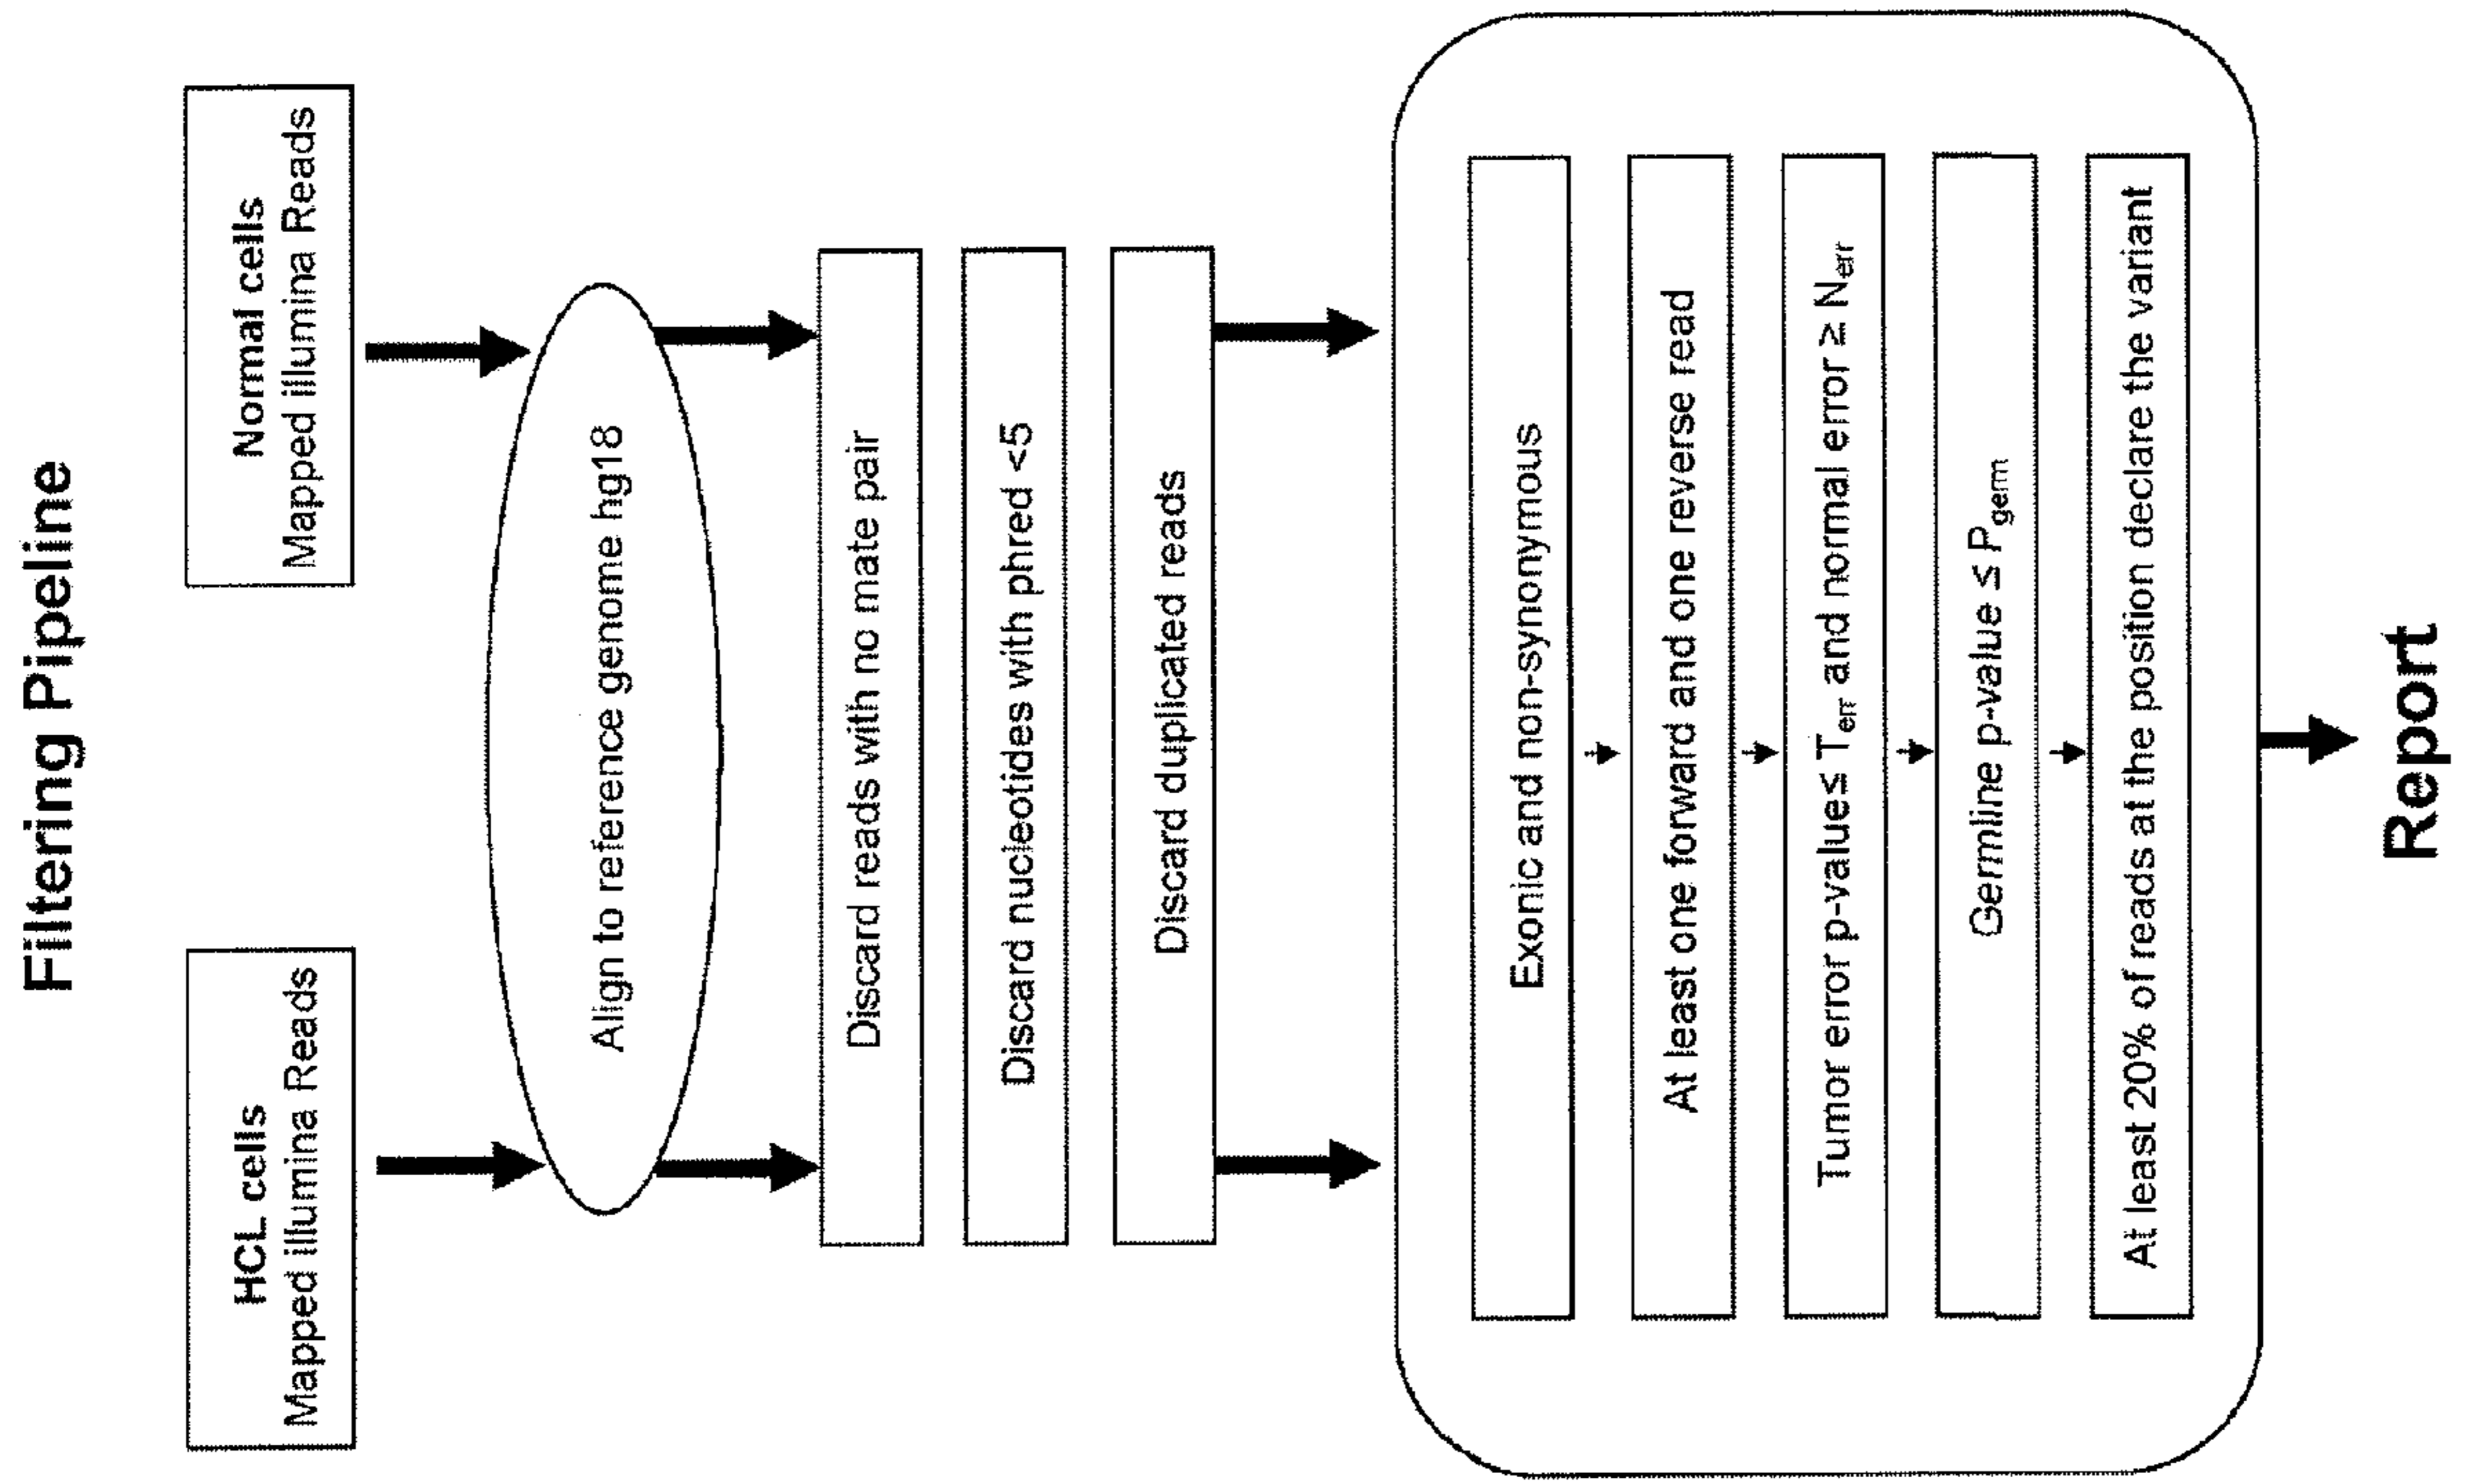 Filtering Pipeline
HCL cells
Mapped illumina Reads
Normal cells
Mapped illumina Reads
Align to reference genome hg18
Discard reads with no mate pair
Discard nucleotides with phred <5
Discard duplicated reads
Exonic and non-synonymous
At least one forward and one reverse read
Tumor error p-value≤ Terr and normal error ≥ Nerr
Germline p-value ≤ Pgerm
At least 20% of reads at the position declare the variant
Report